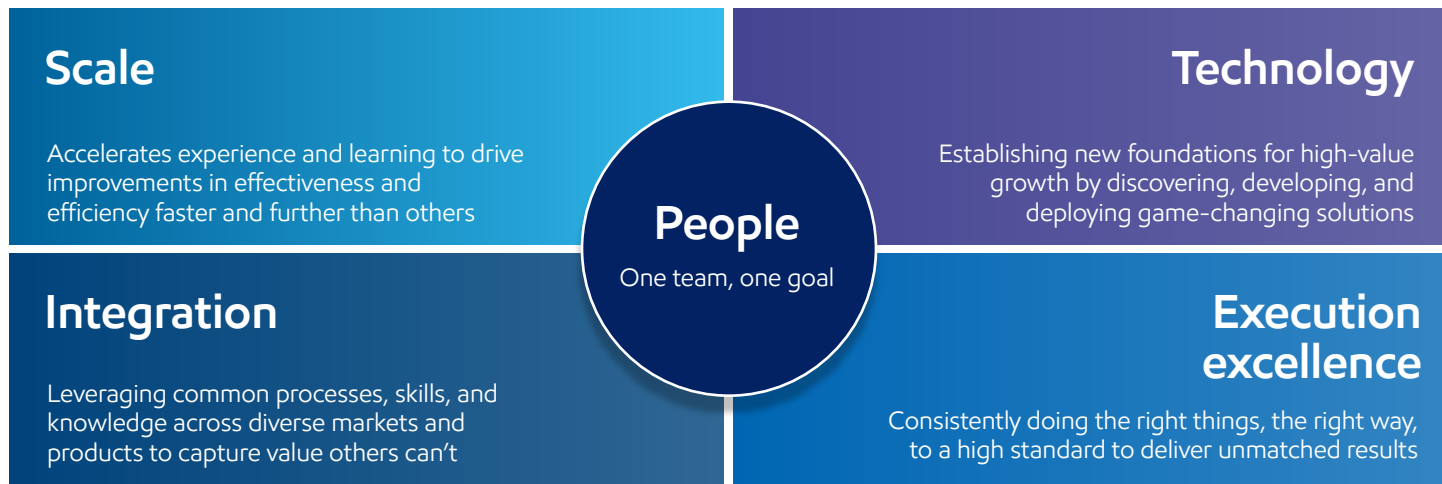 Scale
Accelerates experience and learning to drive
improvements in effectiveness and
efficiency faster and further than others
Technology
Establishing new foundations for high-value
growth by discovering, developing, and
deploying game-changing solutions
People
One team, one goal
Integration
Leveraging common processes, skills, and
knowledge across diverse markets and
products to capture value others can’t
Execution
excellence
Consistently doing the right things, the right way,
to a high standard to deliver unmatched results